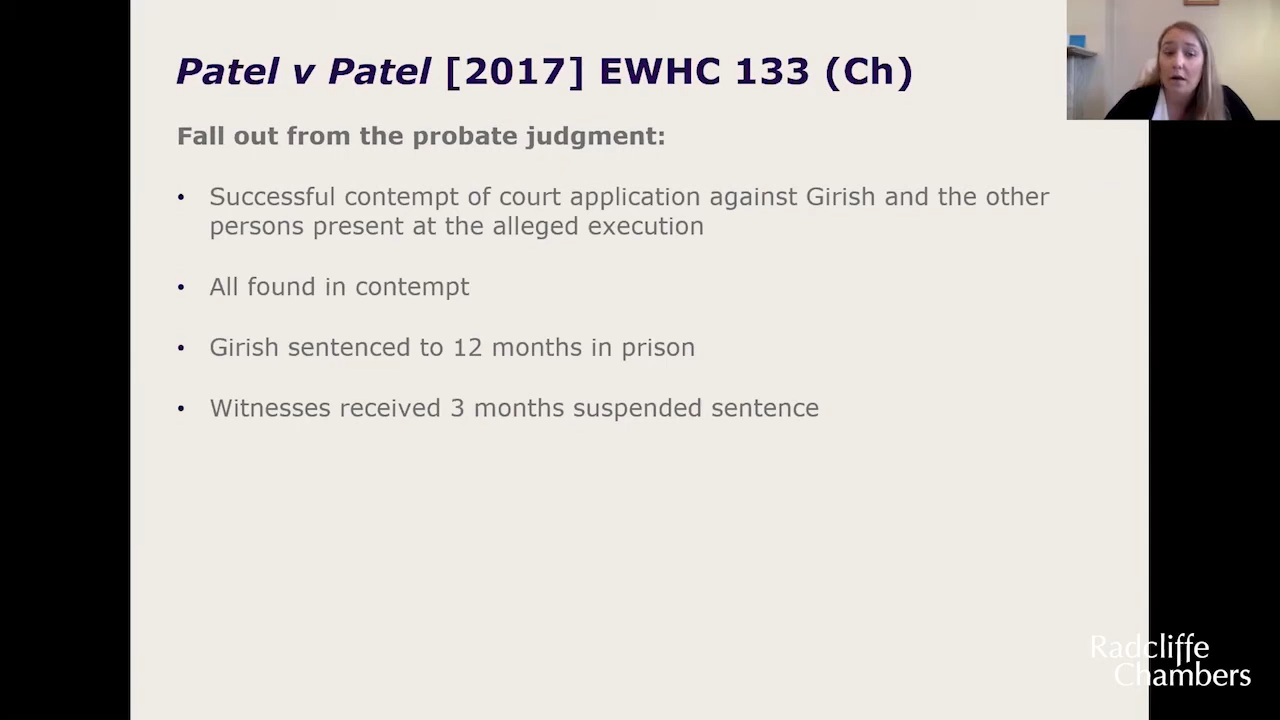 Patel v Patel [2017] EWHC 133 (Ch)
Fall out from the probate judgment:
• Successful contempt of court application against Girish and the other
persons present at the alleged execution
• All found in contempt
• Girish sentenced to 12 months in prison
• Witnesses received 3 months suspended sentence
Radcliffe
Chambers